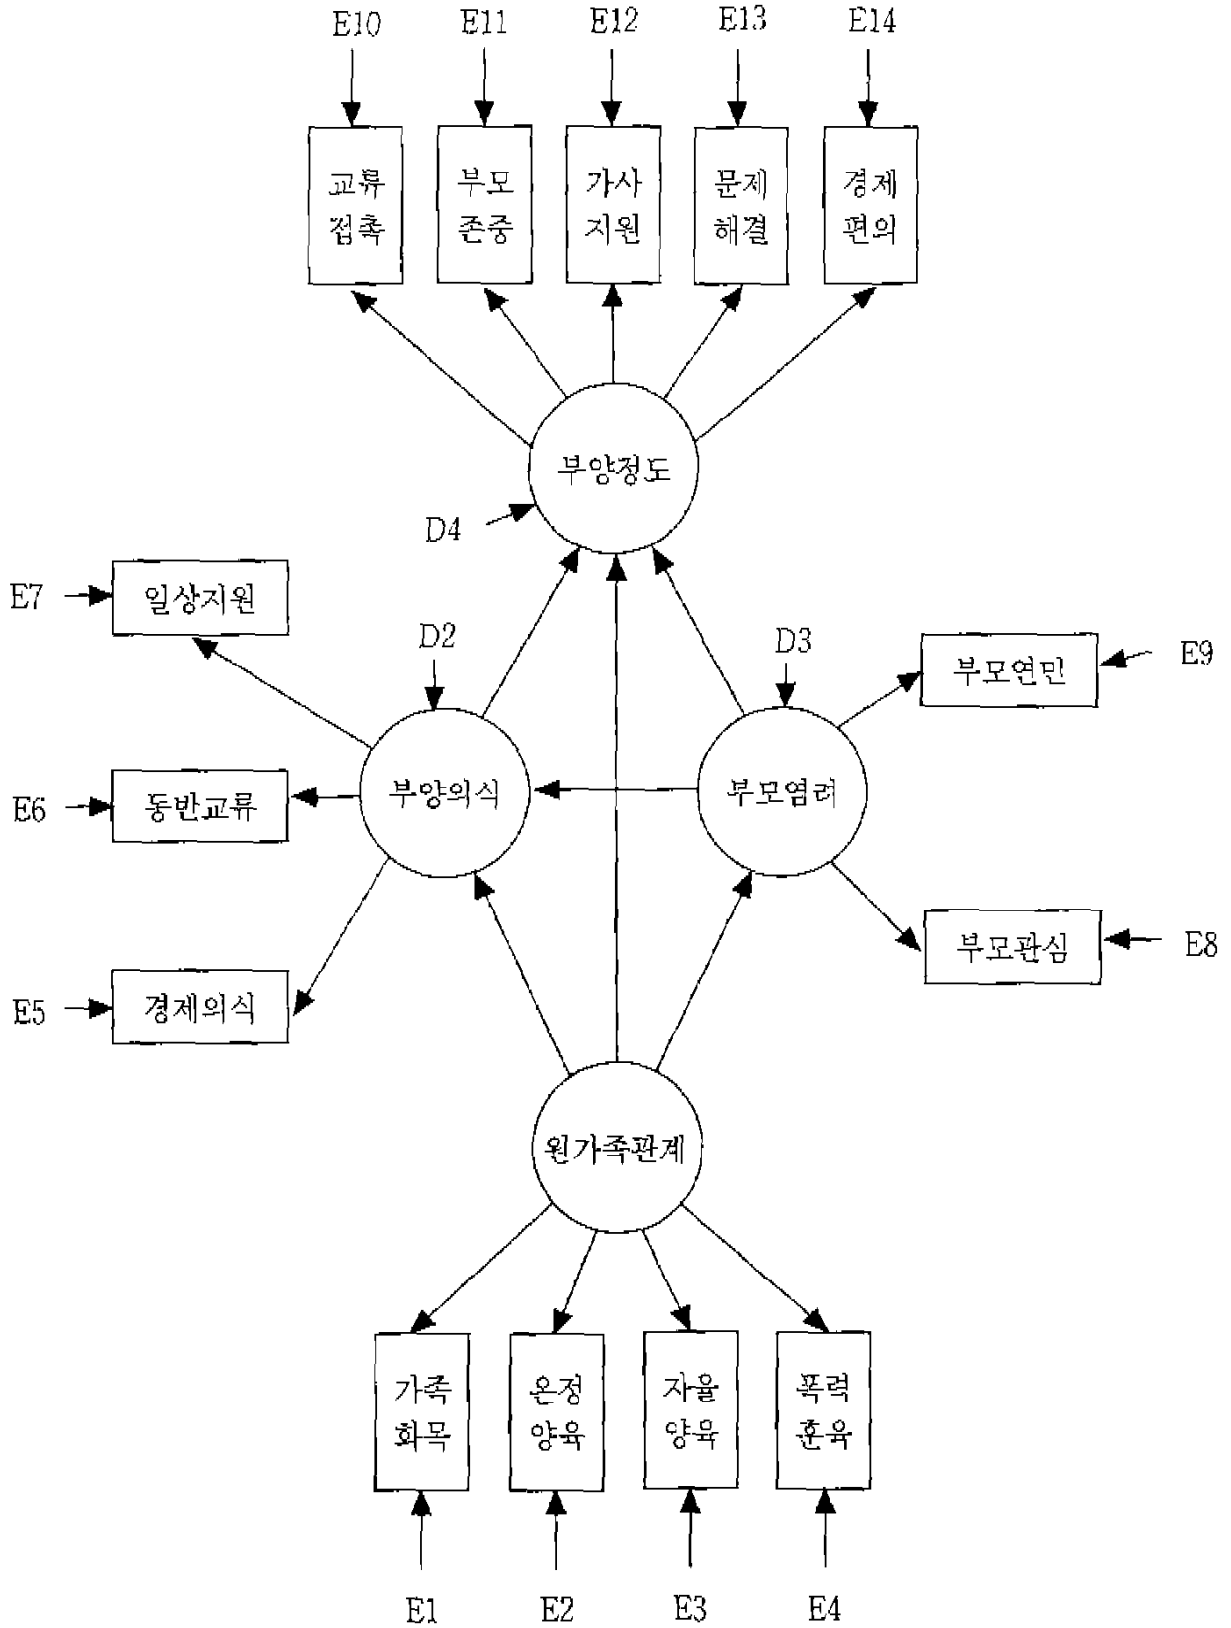 E10 E11 E12 E13 E14
교류 부모 가사 문제 경제
접촉 존중 지원 해결 편의
부양정도
D4
E7 일상지원
D2 D3
부모연민 E9
E6 동반교류 부양의식 부모염려
부모관심 E8
E5 경제의식
원가족관계
가족 온정 자율 폭력
화목 양육 양육 훈육
E1 E2 E3 E4